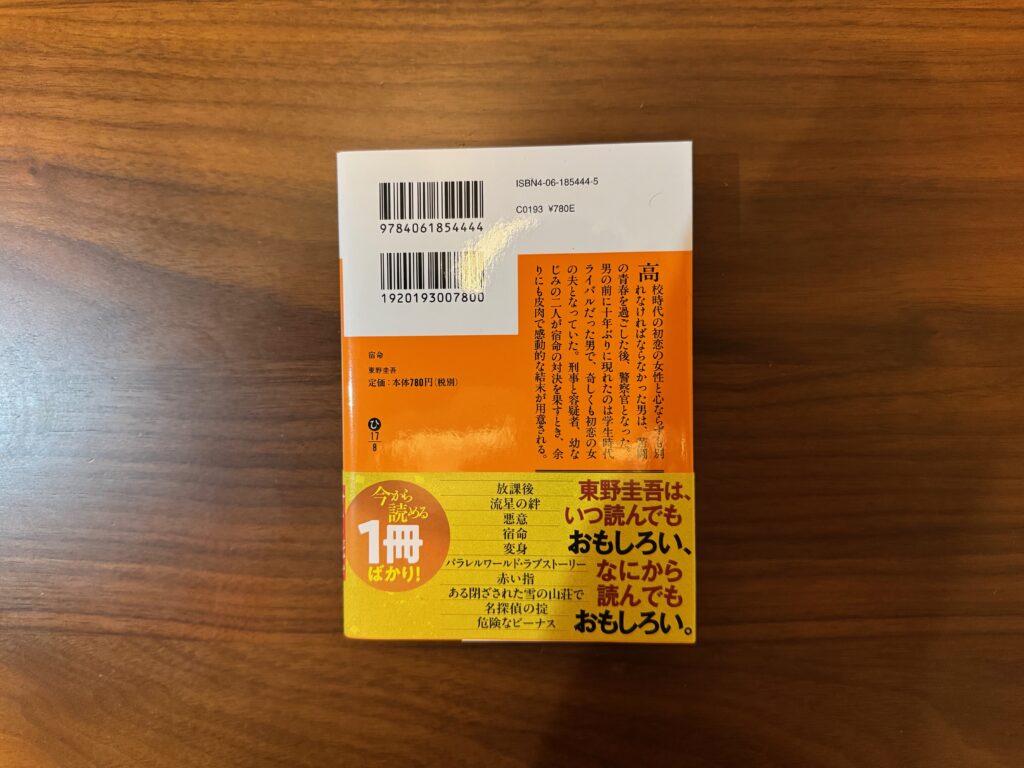 9784061854444
1920193007800
ISBN4-06-185444-5
C0193 ¥780E
高校時代の初恋の女性と心ならずも別
れなければならなかった男は、苦闘
の青春を過ごした後、警察官となった。
男の前に十年ぶりに現れたのは学生時代
ライバルだった男で、奇しくも初恋の女
の夫となっていた。刑事と容疑者、幼な
じみの二人が宿命の対決を果すとき、余
りにも皮肉で感動的な結末が用意される。
宿命
東野圭吾
定価:本体780円(税別)
ひ
17
8
東野圭吾は、
いつ読んでも
おもしろい、
なにから
読んでも
おもしろい。
放課後
流星の絆
悪意
宿命
変身
パラレルワールド・ラブストーリー
赤い指
ある閉ざされた雪の山荘で
名探偵の掟
危険なビーナス
今から
読める
1冊
ばかり!